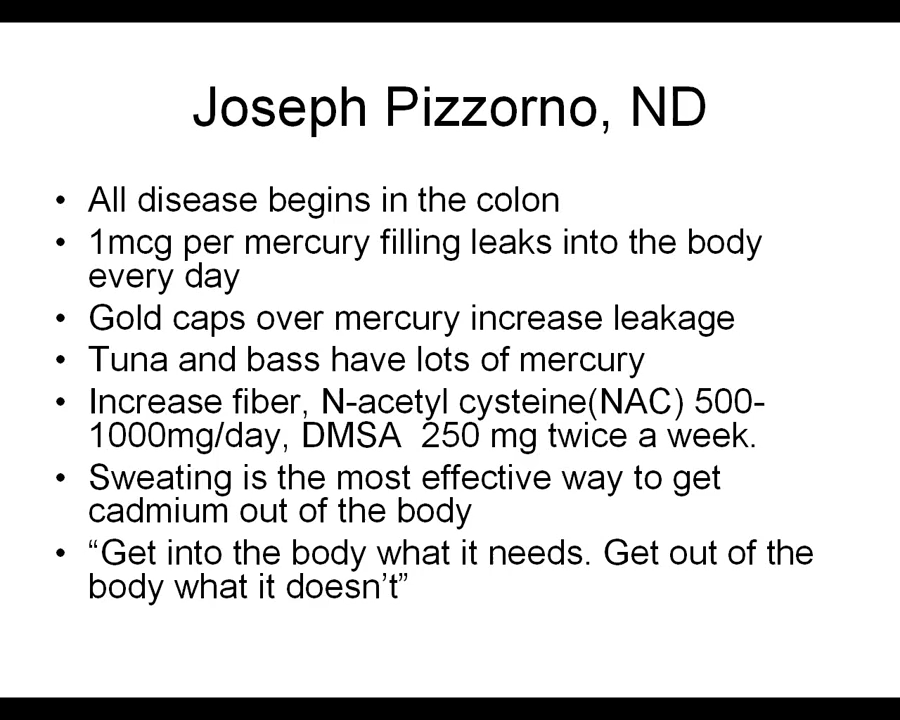 Joseph Pizzorno, ND
• All disease begins in the colon
• 1mcg per mercury filling leaks into the body
every day
• Gold caps over mercury increase leakage
• Tuna and bass have lots of mercury
• Increase fiber, N-acetyl cysteine(NAC) 500-
1000mg/day, DMSA  250 mg twice a week.
• Sweating is the most effective way to get
cadmium out of the body
• “Get into the body what it needs. Get out of the
body what it doesn’t”